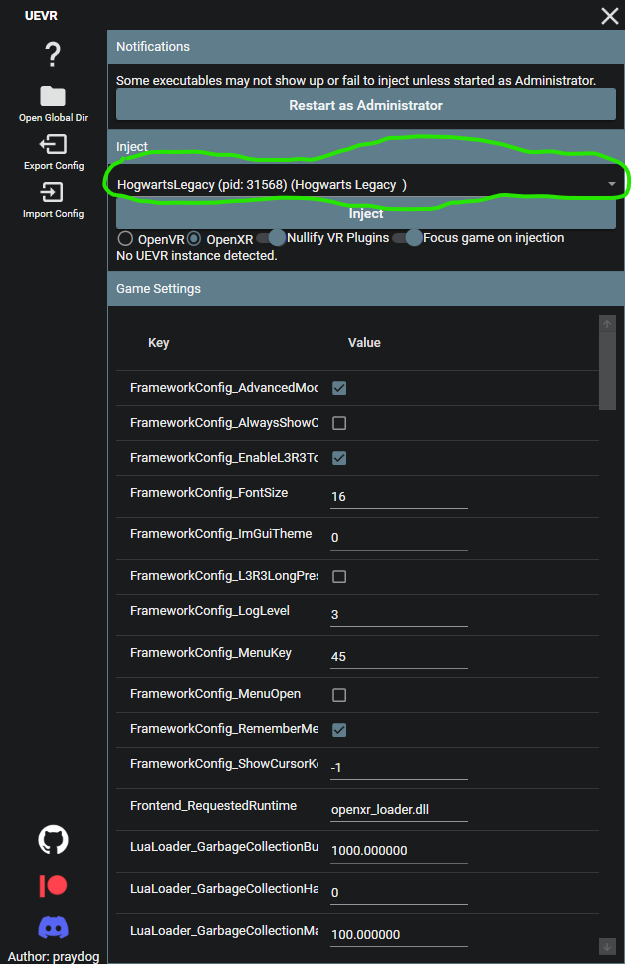 UEVR
?
Open Global Dir
Export Config
Import Config
Notifications
Some executables may not show up or fail to inject unless started as Administrator.
Restart as Administrator
Inject
HogwartsLegacy (pid: 31568) (Hogwarts Legacy  )
Inject
OpenVR OpenXR Nullify VR Plugins Focus game on injection
No UEVR instance detected.
Game Settings
Key Value
FrameworkConfig_AdvancedMo
FrameworkConfig_AlwaysShowC
FrameworkConfig_EnableL3R3To
FrameworkConfig_FontSize 16
FrameworkConfig_ImGuiTheme 0
FrameworkConfig_L3R3LongPres
FrameworkConfig_LogLevel 3
FrameworkConfig_MenuKey 45
FrameworkConfig_MenuOpen
FrameworkConfig_RememberMe
FrameworkConfig_ShowCursorK -1
Frontend_RequestedRuntime openxr_loader.dll
LuaLoader_GarbageCollectionBu 1000.000000
LuaLoader_GarbageCollectionHa 0
LuaLoader_GarbageCollectionMa 100.000000
Author: praydog